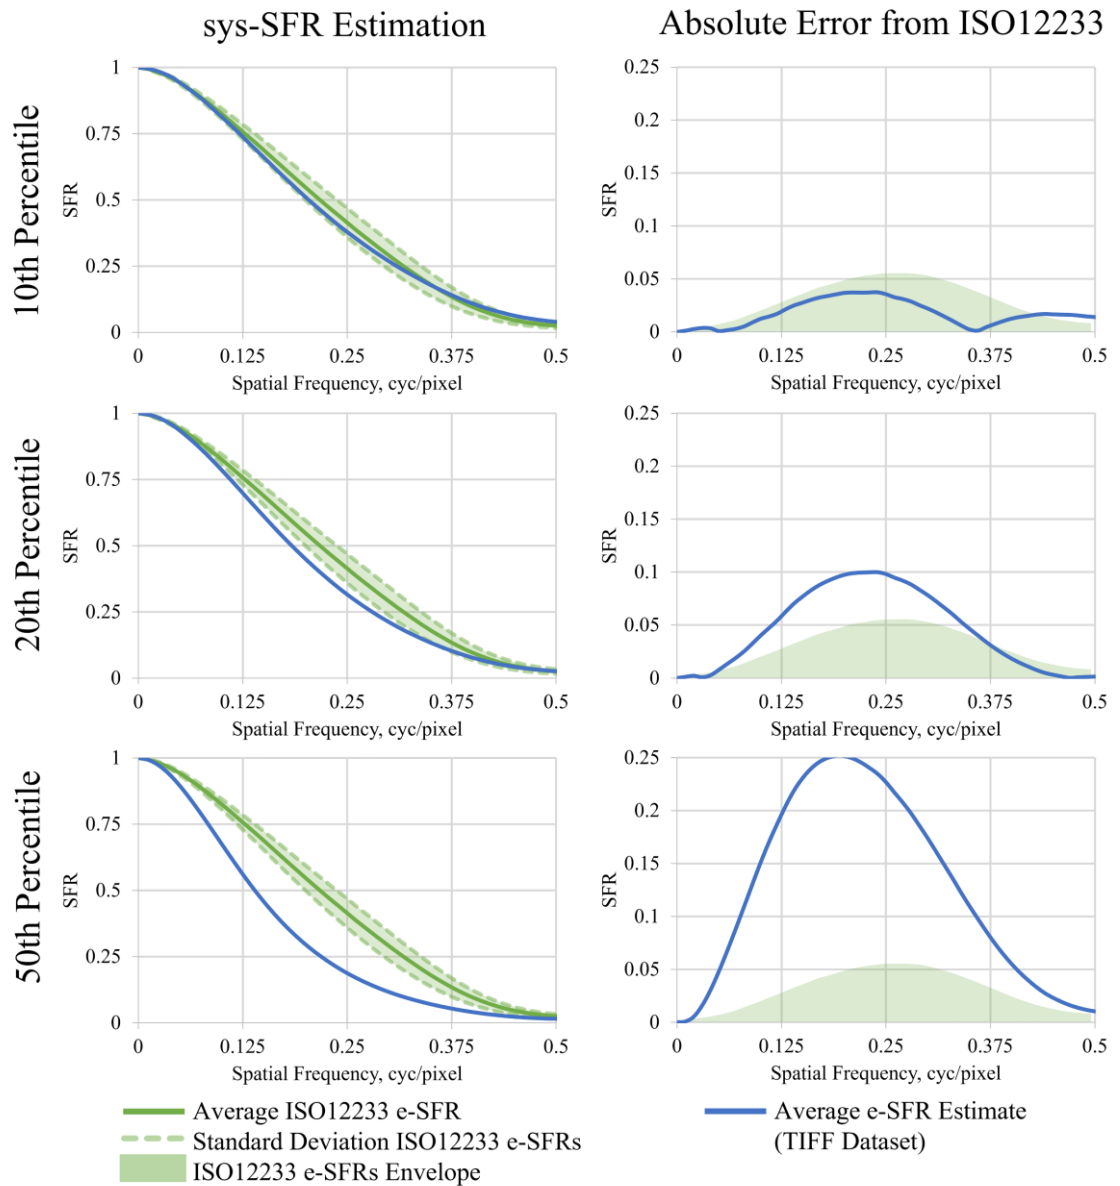 sys-SFR Estimation
Absolute Error from ISO12233
10th Percentile
SFR
1
0.75
0.5
0.25
0
0 0.125 0.25 0.375 0.5
Spatial Frequency, cyc/pixel
SFR
0.25
0.2
0.15
0.1
0.05
0
0 0.125 0.25 0.375 0.5
Spatial Frequency, cyc/pixel
20th Percentile
SFR
1
0.75
0.5
0.25
0
0 0.125 0.25 0.375 0.5
Spatial Frequency, cyc/pixel
SFR
0.25
0.2
0.15
0.1
0.05
0
0 0.125 0.25 0.375 0.5
Spatial Frequency, cyc/pixel
50th Percentile
SFR
1
0.75
0.5
0.25
0
0 0.125 0.25 0.375 0.5
Spatial Frequency, cyc/pixel
SFR
0.25
0.2
0.15
0.1
0.05
0
0 0.125 0.25 0.375 0.5
Spatial Frequency, cyc/pixel
Average ISO12233 e-SFR
Standard Deviation ISO12233 e-SFRs
ISO12233 e-SFRs Envelope
Average e-SFR Estimate
(TIFF Dataset)